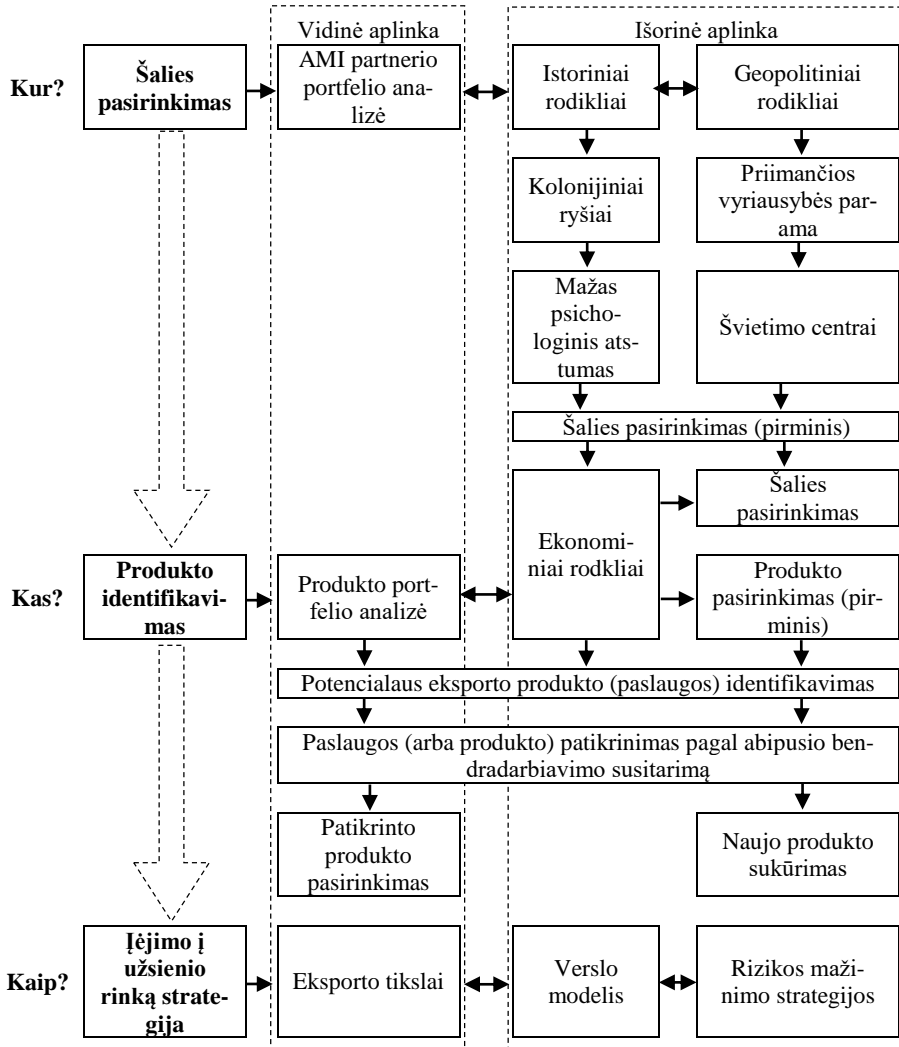 Vidinė aplinka
Išorinė aplinka
Kur?
Šalies
pasirinkimas
AMI partnerio
portfelio ana-
lizė
Istoriniai
rodikliai
Geopolitiniai
rodikliai
Kolonijiniai
ryšiai
Priimančios
vyriausybės par-
ama
Mažas
psicho-
loginis ats-
tumas
Švietimo centrai
Šalies pasirinkimas (pirminis)
Ekonomi-
niai rodkliai
Šalies
pasirinkimas
Kas?
Produkto
identifikavi-
mas
Produkto port-
felio analizė
Produkto
pasirinkimas (pir-
minis)
Potencialaus eksporto produkto (paslaugos) identifikavimas
Paslaugos (arba produkto) patikrinimas pagal abipusio ben-
dradarbiavimo susitarimą
Patikrinto
produkto
pasirinkimas
Naujo produkto
sukūrimas
Kaip?
Įėjimo į
užsienio
rinką strate-
gija
Eksporto tikslai
Verslo
modelis
Rizikos maži-
nimo strategijos